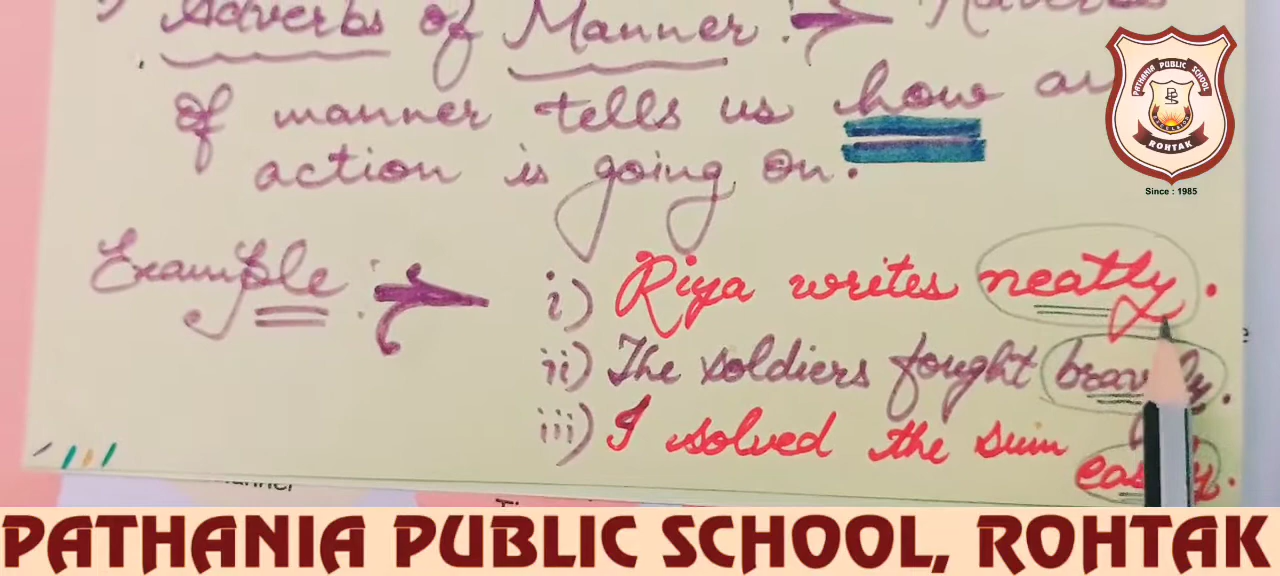 Adverbs of Manner :→ Adverbs
of manner tells us how an
action is going on.
Example :→ i) Riya writes neatly.
ii) The soldiers fought bravely.
iii) I solved the sum
easily.
PATHANIA PUBLIC SCHOOL
ROHTAK
Since : 1985
PATHANIA PUBLIC SCHOOL, ROHTAK